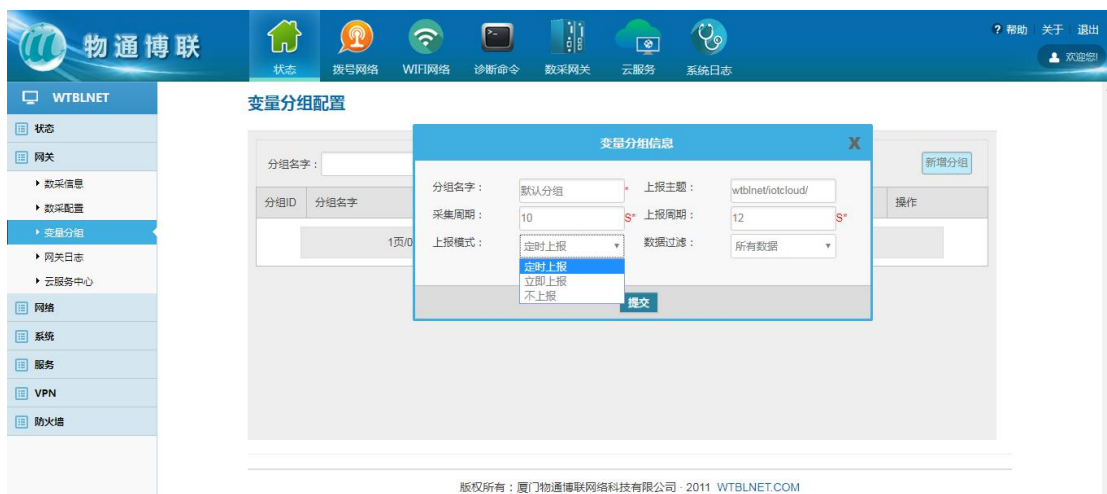 物通博联
状态
拨号网络
WIFI网络
诊断命令
数采网关
云服务
系统日志
? 帮助 关于 退出
欢迎您!
WTBLNET
状态
网关
数采信息
数采配置
变量分组
网关日志
云服务中心
网络
系统
服务
VPN
防火墙
变量分组配置
分组名字：
新增分组
分组ID 分组名字 操作
1页/0
变量分组信息 X
分组名字： 默认分组 * 上报主题： wtblnet/iotcloud/
采集周期： 10 S* 上报周期： 12 S*
上报模式： 定时上报 数据过滤： 所有数据
定时上报
立即上报
不上报
提交
版权所有：厦门物通博联网络科技有限公司 · 2011 WTBLNET.COM